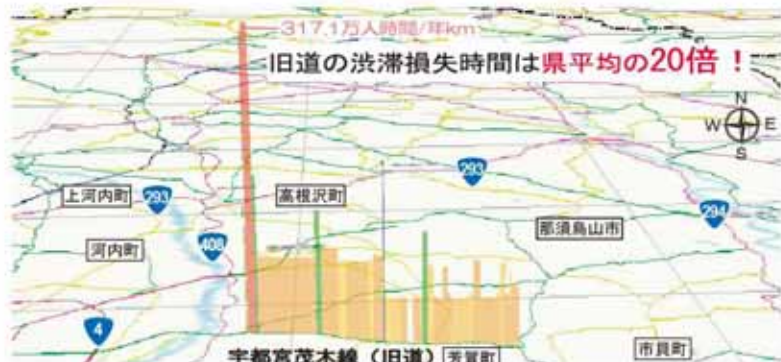 317.1万人時間/年km
旧道の渋滞損失時間は県平均の20倍！
N
W E
S
上河内町
293
高根沢町
293
那須烏山市
294
河内町
408
4
宇都宮茂木線（旧道）
芳賀町
市貝町